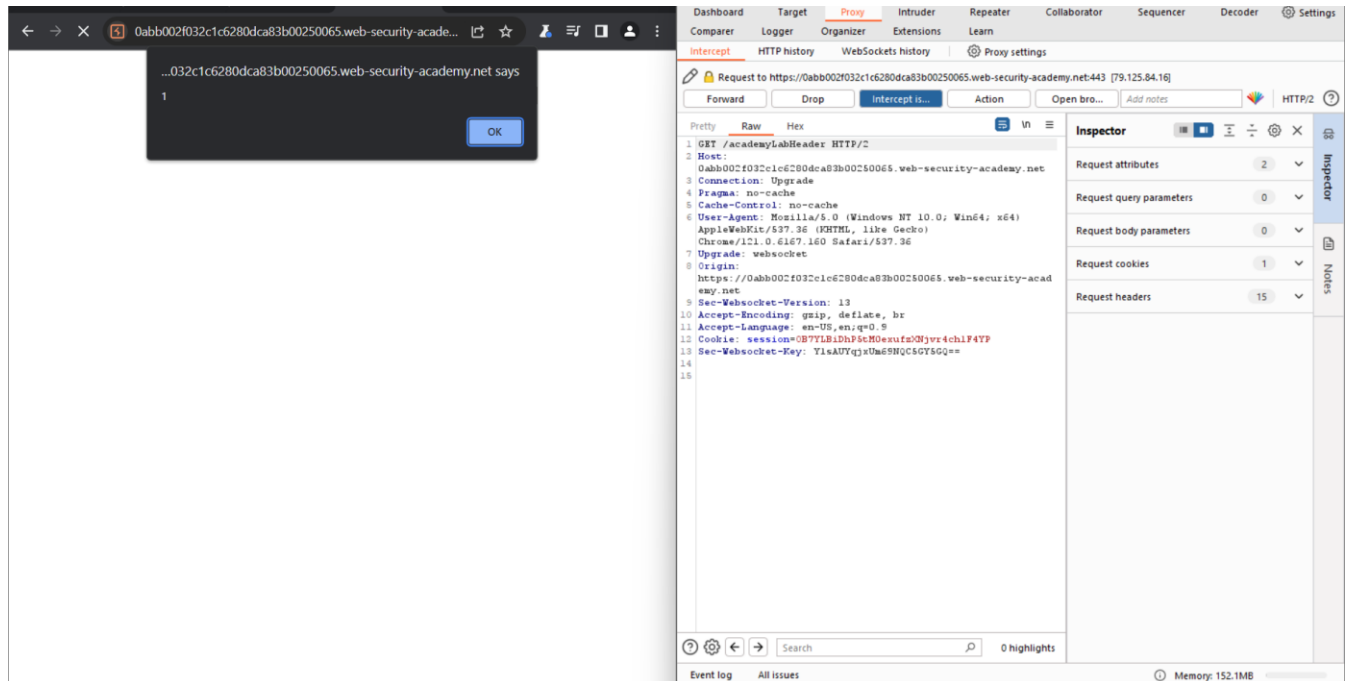 0abb002f032c1c6280dca83b00250065.web-security-acade...
...032c1c6280dca83b00250065.web-security-academy.net says
1
OK
Dashboard Target Proxy Intruder Repeater Collaborator Sequencer Decoder Settings
Comparer Logger Organizer Extensions Learn
Intercept HTTP history WebSockets history Proxy settings
Request to https://0abb002f032c1c6280dca83b00250065.web-security-academy.net:443 [79.125.84.16]
Forward Drop Intercept is... Action Open bro... Add notes HTTP/2
Pretty Raw Hex \n
Inspector
1 GET /academyLabHeader HTTP/2
2 Host:
0abb002f032c1c6280dca83b00250065.web-security-academy.net
3 Connection: Upgrade
4 Pragma: no-cache
5 Cache-Control: no-cache
6 User-Agent: Mozilla/5.0 (Windows NT 10.0; Win64; x64)
AppleWebKit/537.36 (KHTML, like Gecko)
Chrome/121.0.6167.160 Safari/537.36
7 Upgrade: websocket
8 Origin:
https://0abb002f032c1c6280dca83b00250065.web-security-acad
emy.net
9 Sec-Websocket-Version: 13
10 Accept-Encoding: gzip, deflate, br
11 Accept-Language: en-US,en;q=0.9
12 Cookie: session=
13 Sec-Websocket-Key:
14
15
Request attributes 2
Request query parameters 0
Request body parameters 0
Request cookies 1
Request headers 15
Inspector
Notes
Search 0 highlights
Event log All issues Memory: 152.1MB